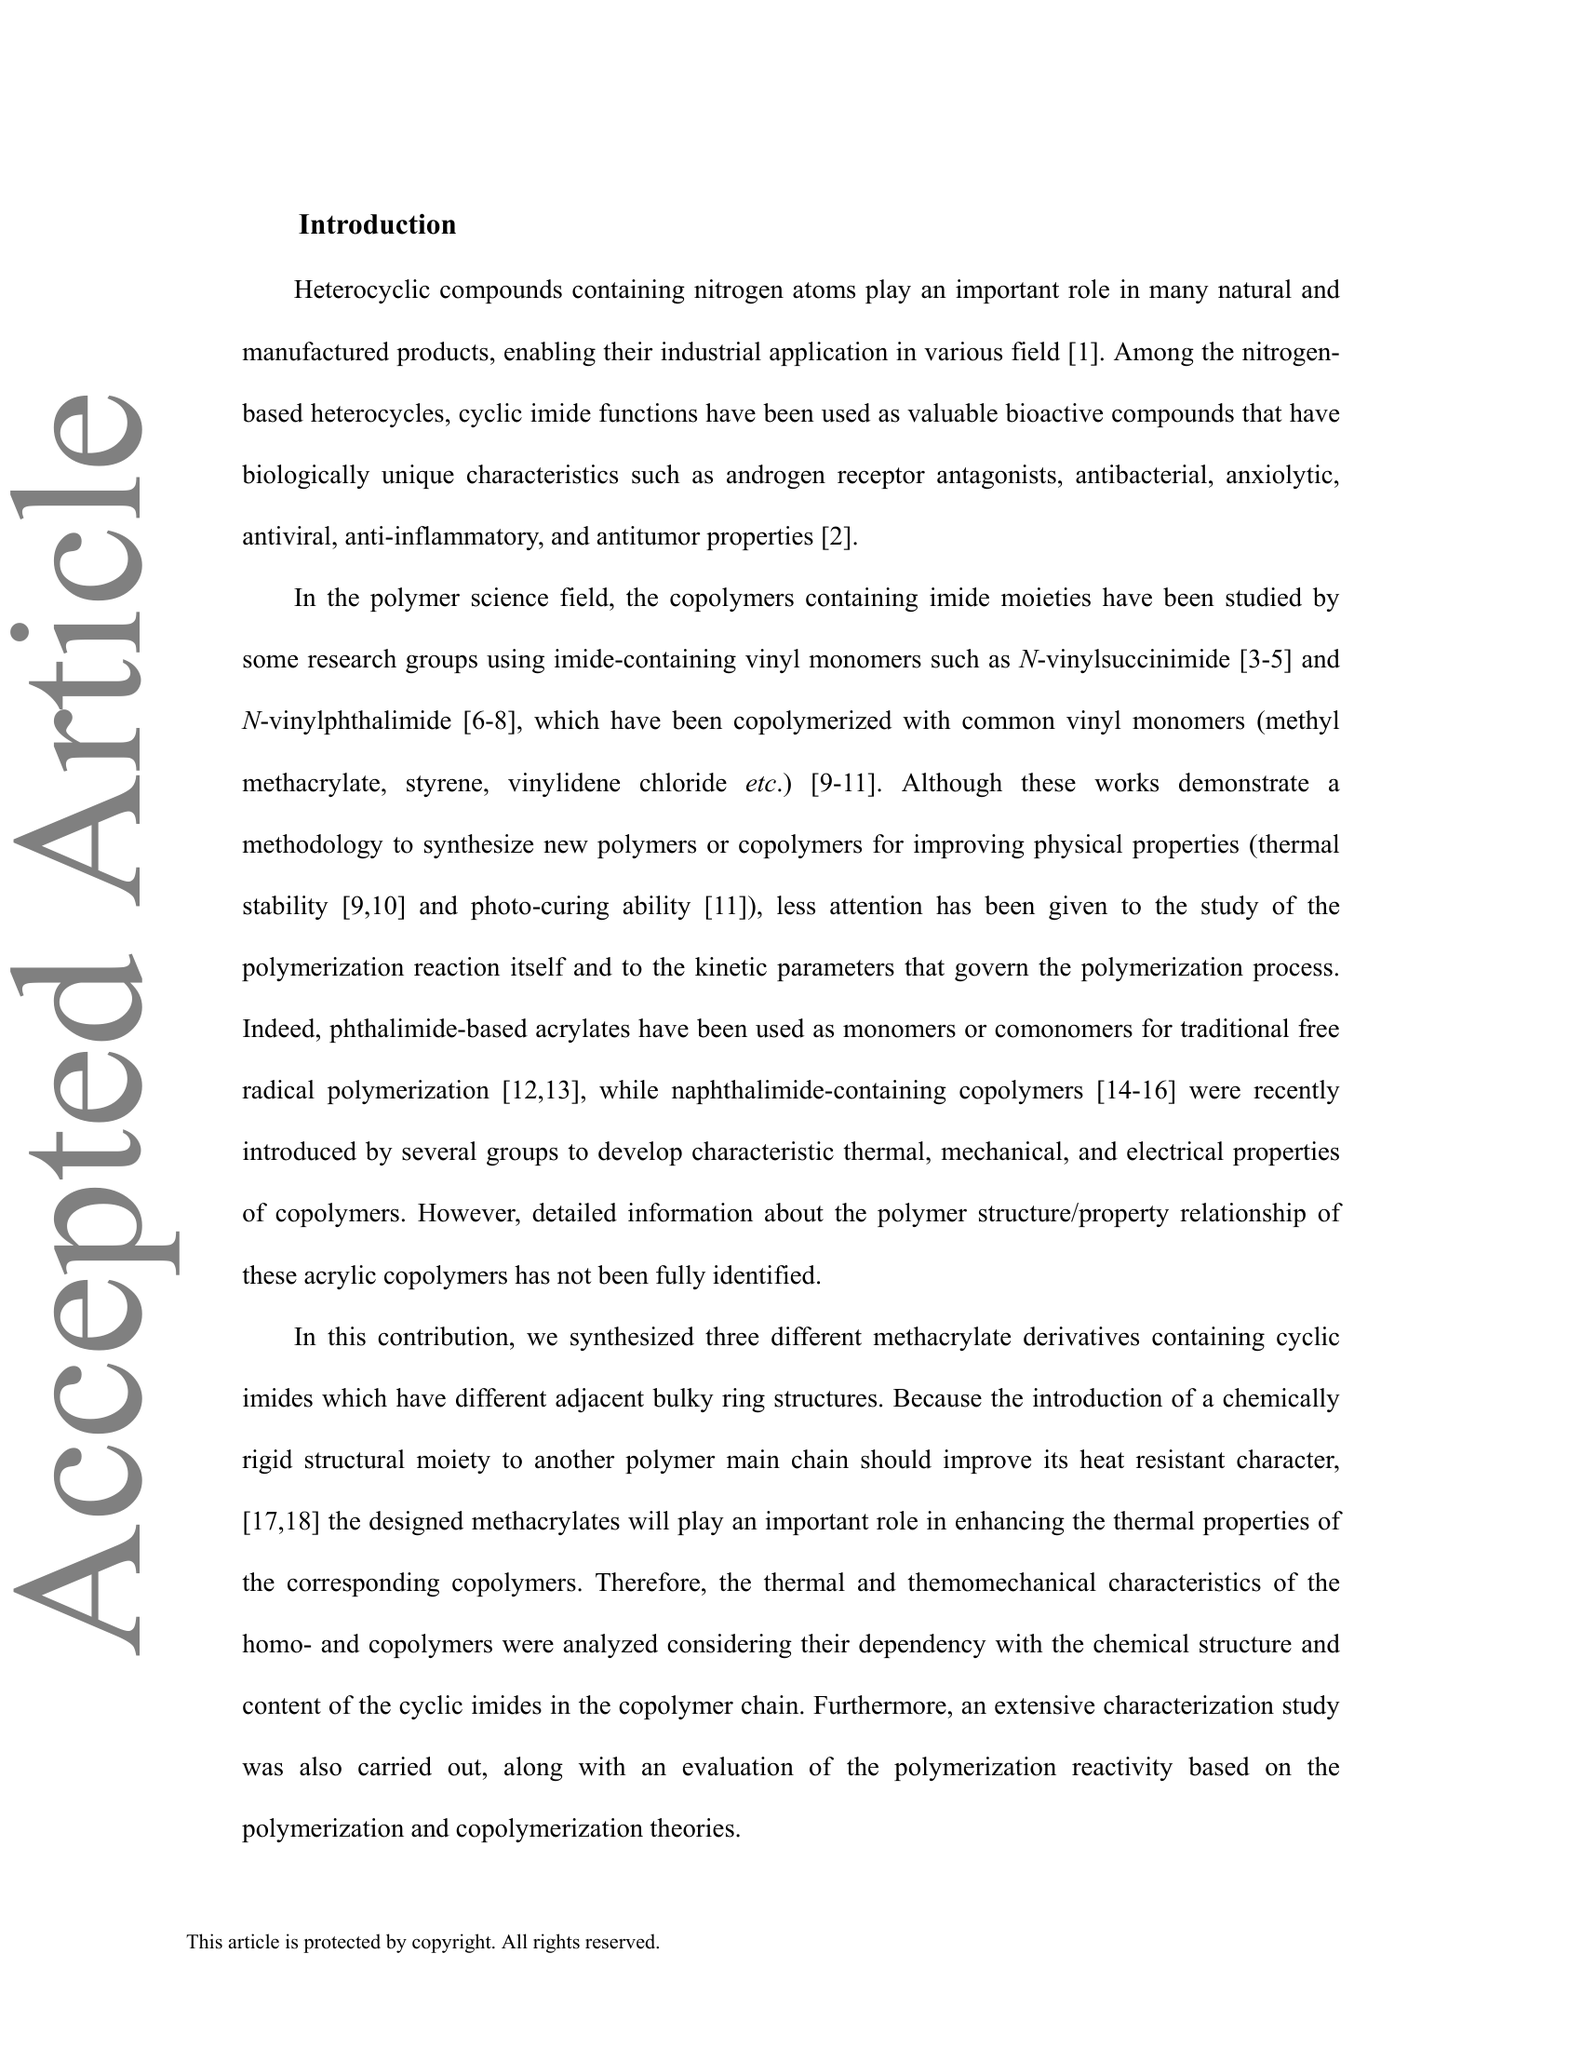 Introduction
Heterocyclic compounds containing nitrogen atoms play an important role in many natural and
manufactured products, enabling their industrial application in various field [1]. Among the nitrogen-
based heterocycles, cyclic imide functions have been used as valuable bioactive compounds that have
biologically unique characteristics such as androgen receptor antagonists, antibacterial, anxiolytic,
antiviral, anti-inflammatory, and antitumor properties [2].
In the polymer science field, the copolymers containing imide moieties have been studied by
some research groups using imide-containing vinyl monomers such as N-vinylsuccinimide [3-5] and
N-vinylphthalimide [6-8], which have been copolymerized with common vinyl monomers (methyl
methacrylate, styrene, vinylidene chloride etc.) [9-11]. Although these works demonstrate a
methodology to synthesize new polymers or copolymers for improving physical properties (thermal
stability [9,10] and photo-curing ability [11]), less attention has been given to the study of the
polymerization reaction itself and to the kinetic parameters that govern the polymerization process.
Indeed, phthalimide-based acrylates have been used as monomers or comonomers for traditional free
radical polymerization [12,13], while naphthalimide-containing copolymers [14-16] were recently
introduced by several groups to develop characteristic thermal, mechanical, and electrical properties
of copolymers. However, detailed information about the polymer structure/property relationship of
these acrylic copolymers has not been fully identified.
In this contribution, we synthesized three different methacrylate derivatives containing cyclic
imides which have different adjacent bulky ring structures. Because the introduction of a chemically
rigid structural moiety to another polymer main chain should improve its heat resistant character,
[17,18] the designed methacrylates will play an important role in enhancing the thermal properties of
the corresponding copolymers. Therefore, the thermal and themomechanical characteristics of the
homo- and copolymers were analyzed considering their dependency with the chemical structure and
content of the cyclic imides in the copolymer chain. Furthermore, an extensive characterization study
was also carried out, along with an evaluation of the polymerization reactivity based on the
polymerization and copolymerization theories.
This article is protected by copyright. All rights reserved.
Accepted Article